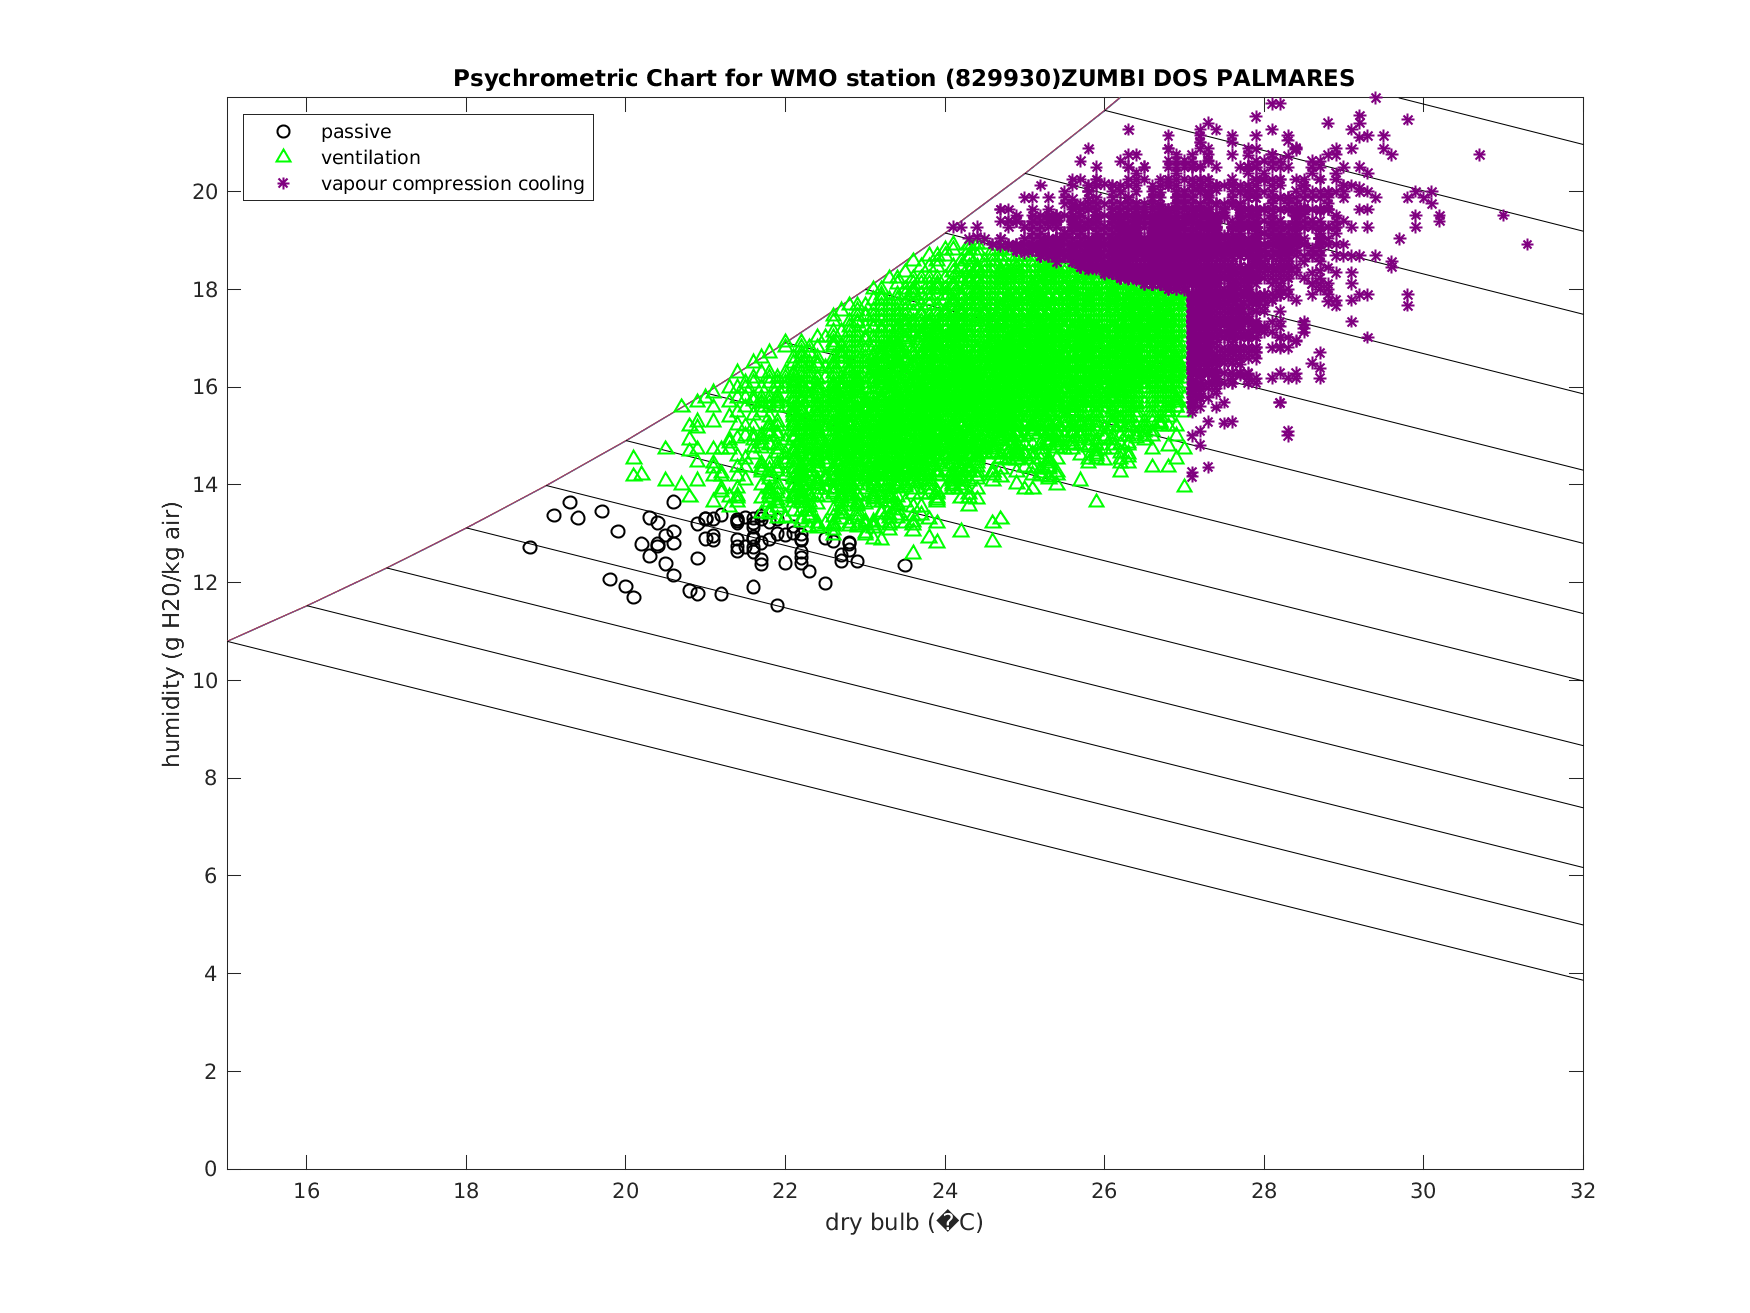 Psychrometric Chart for WMO station (829930)ZUMBI DOS PALMARES
passive
ventilation
vapour compression cooling
humidity (g H20/kg air)
20
18
16
14
12
10
8
6
4
2
0
16 18 20 22 24 26 28 30 32
dry bulb (�C)